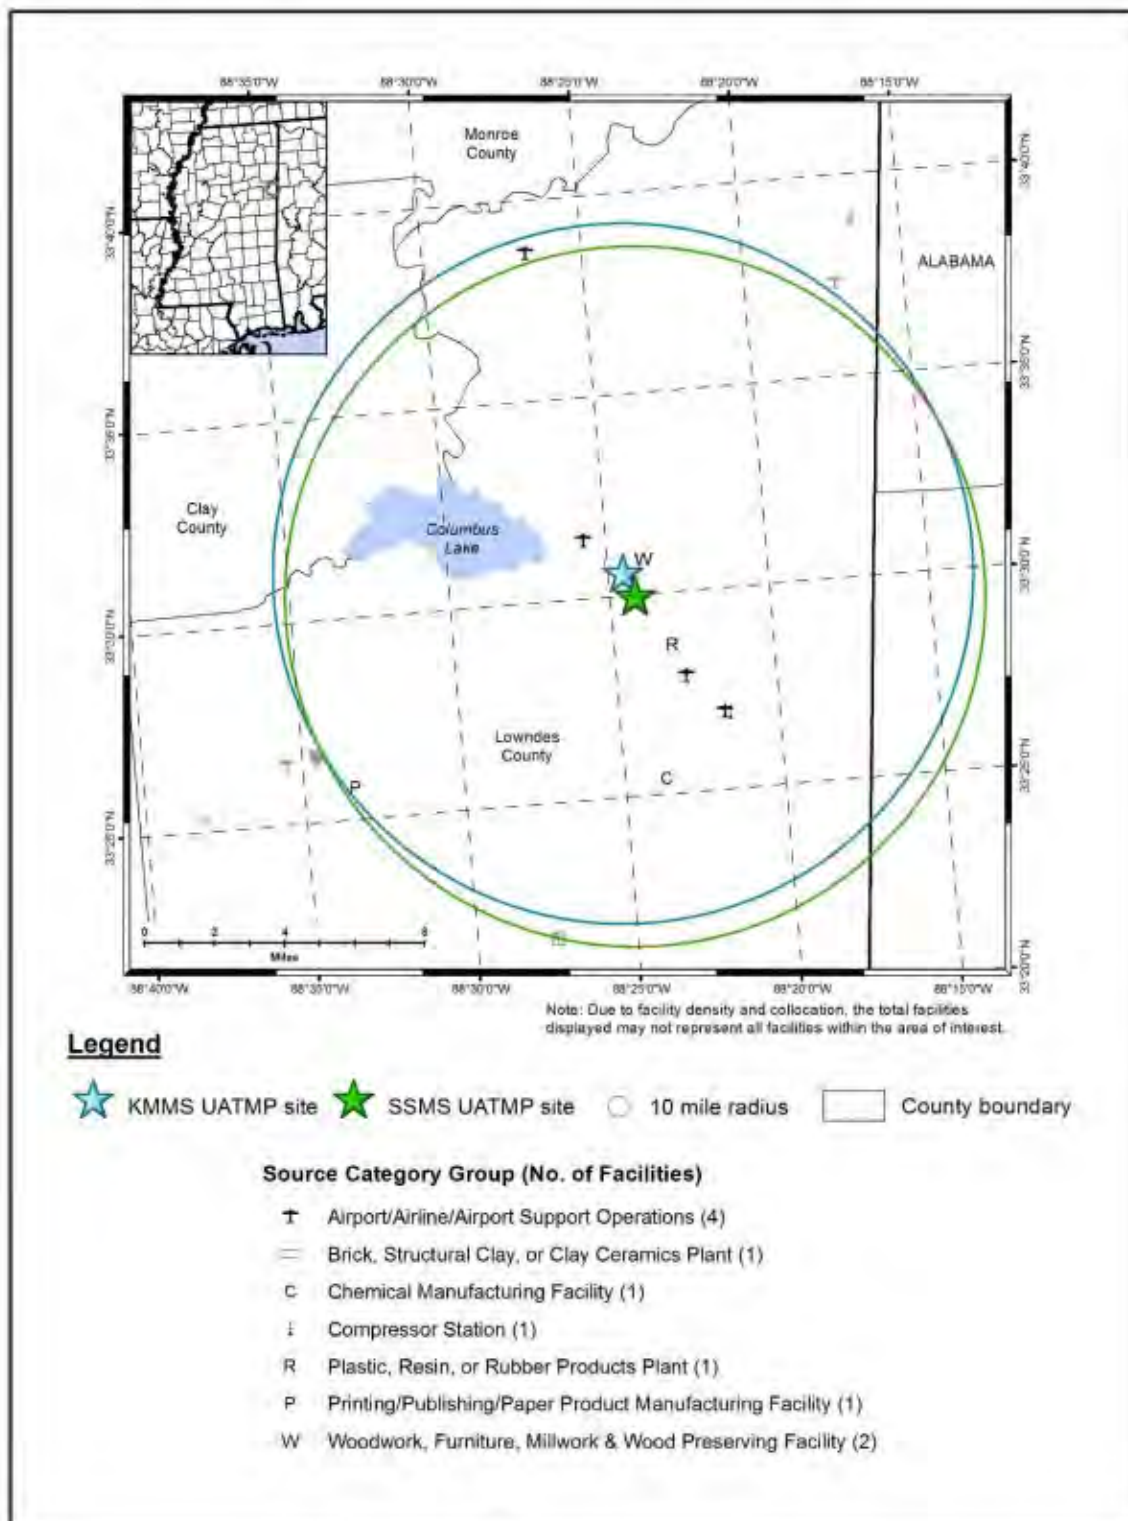 88°35'0"W 88°30'0"W 88°25'0"W 88°20'0"W 88°15'0"W
Monroe
County
33°40'0"N
33°40'0"N
ALABAMA
33°35'0"N
33°35'0"N
Clay
County
Columbus
Lake
W
33°30'0"N
33°30'0"N
R
Lowndes
County
C
P
33°25'0"N
33°25'0"N
0 2 4 8
Miles
33°20'0"N
88°40'0"W 88°35'0"W 88°30'0"W 88°25'0"W 88°20'0"W 88°15'0"W
Note: Due to facility density and collocation, the total facilities
displayed may not represent all facilities within the area of interest.
Legend
KMMS UATMP site SSMS UATMP site 10 mile radius County boundary
Source Category Group (No. of Facilities)
Airport/Airline/Airport Support Operations (4)
Brick, Structural Clay, or Clay Ceramics Plant (1)
C Chemical Manufacturing Facility (1)
Compressor Station (1)
R Plastic, Resin, or Rubber Products Plant (1)
P Printing/Publishing/Paper Product Manufacturing Facility (1)
W Woodwork, Furniture, Millwork & Wood Preserving Facility (2)